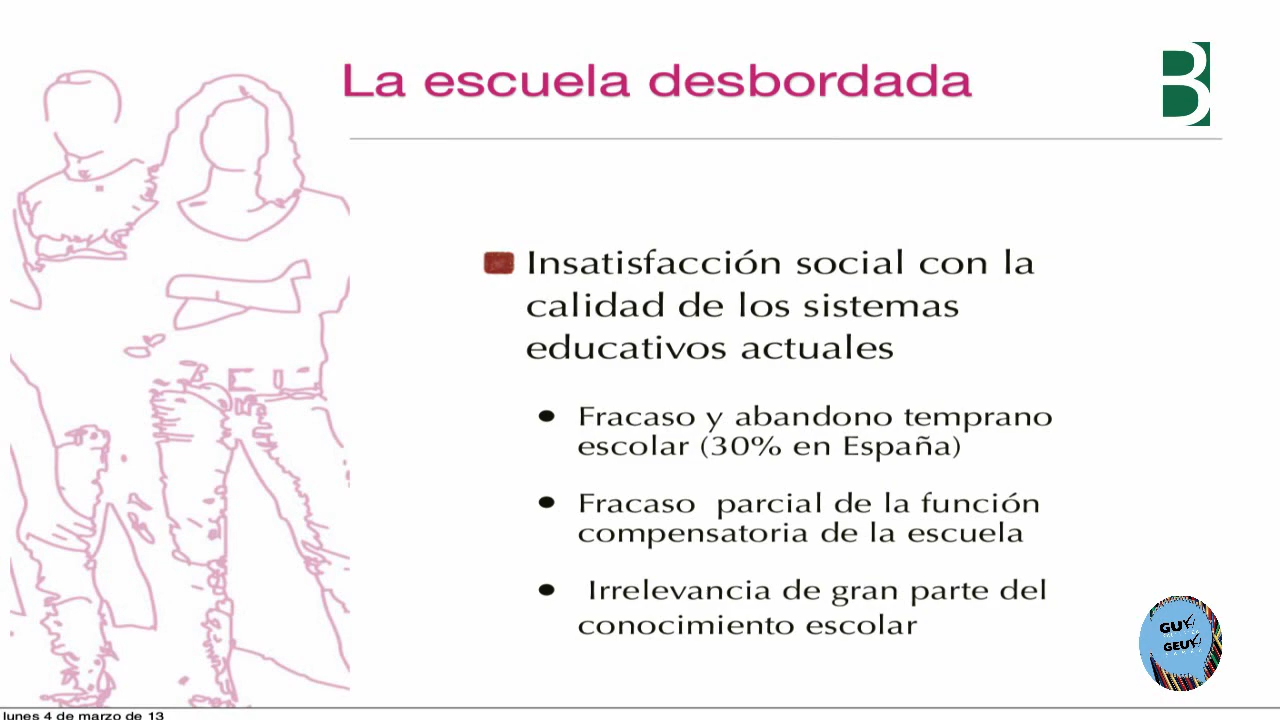 La escuela desbordada
B
Insatisfacción social con la
calidad de los sistemas
educativos actuales
Fracaso y abandono temprano
escolar (30% en España)
Fracaso parcial de la función
compensatoria de la escuela
Irrelevancia de gran parte del
conocimiento escolar
GUX
GEUX
lunes 4 de marzo de 13